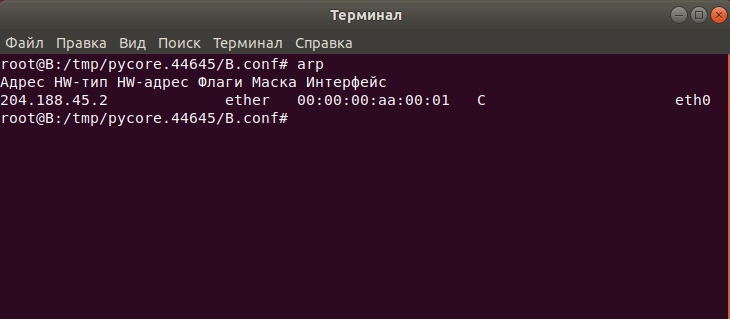 Терминал
Файл Правка Вид Поиск Терминал Справка
root@B:/tmp/pycore.44645/B.conf# arp
Адрес HW-тип HW-адрес Флаги Маска Интерфейс
204.188.45.2 ether 00:00:00:aa:00:01 C eth0
root@B:/tmp/pycore.44645/B.conf#